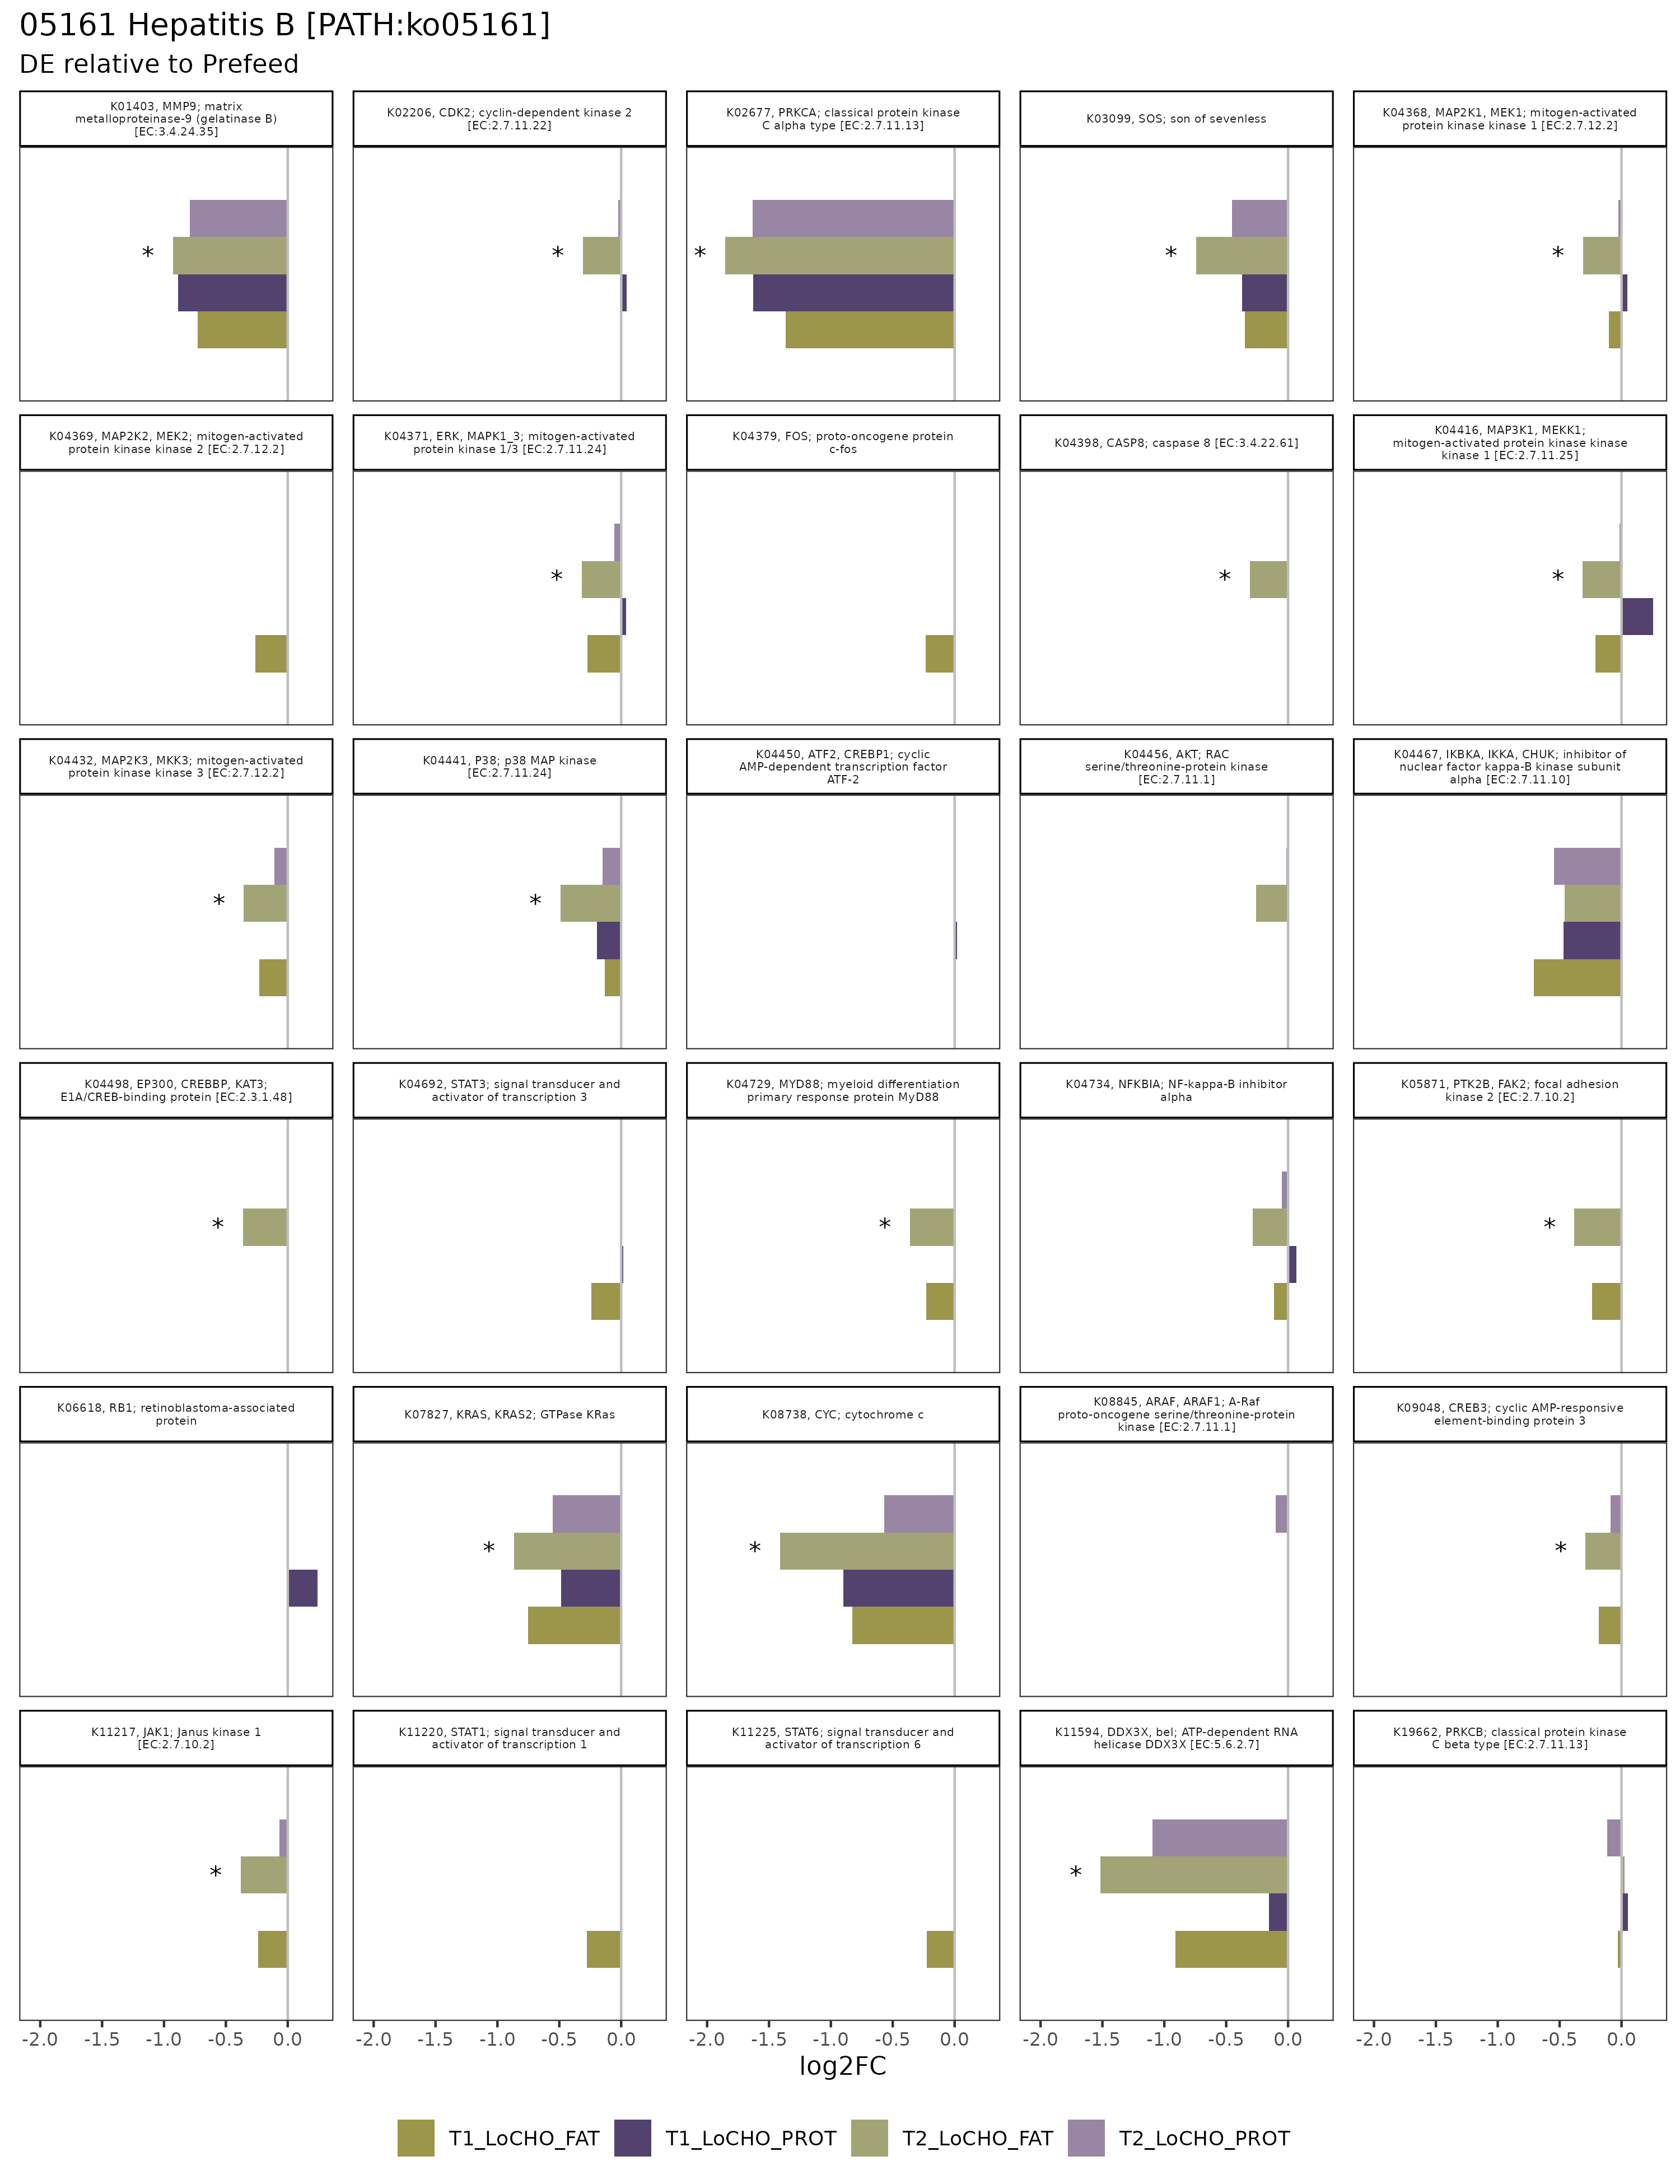 05161 Hepatitis B [PATH:ko05161]
DE relative to Prefeed
K01403, MMP9; matrix
metalloproteinase-9 (gelatinase B)
[EC:3.4.24.35]
K02206, CDK2; cyclin-dependent kinase 2
[EC:2.7.11.22]
K02677, PRKCA; classical protein kinase
C alpha type [EC:2.7.11.13]
K03099, SOS; son of sevenless
K04368, MAP2K1, MEK1; mitogen-activated
protein kinase kinase 1 [EC:2.7.12.2]
*
*
*
*
*
K04369, MAP2K2, MEK2; mitogen-activated
protein kinase kinase 2 [EC:2.7.12.2]
K04371, ERK, MAPK1_3; mitogen-activated
protein kinase 1/3 [EC:2.7.11.24]
K04379, FOS; proto-oncogene protein
c-fos
K04398, CASP8; caspase 8 [EC:3.4.22.61]
K04416, MAP3K1, MEKK1;
mitogen-activated protein kinase kinase
kinase 1 [EC:2.7.11.25]
*
*
*
K04432, MAP2K3, MKK3; mitogen-activated
protein kinase kinase 3 [EC:2.7.12.2]
K04441, P38; p38 MAP kinase
[EC:2.7.11.24]
K04450, ATF2, CREBP1; cyclic
AMP-dependent transcription factor
ATF-2
K04456, AKT; RAC
serine/threonine-protein kinase
[EC:2.7.11.1]
K04467, IKBKA, IKKA, CHUK; inhibitor of
nuclear factor kappa-B kinase subunit
alpha [EC:2.7.11.10]
*
*
K04498, EP300, CREBBP, KAT3;
E1A/CREB-binding protein [EC:2.3.1.48]
K04692, STAT3; signal transducer and
activator of transcription 3
K04729, MYD88; myeloid differentiation
primary response protein MyD88
K04734, NFKBIA; NF-kappa-B inhibitor
alpha
K05871, PTK2B, FAK2; focal adhesion
kinase 2 [EC:2.7.10.2]
*
*
*
K06618, RB1; retinoblastoma-associated
protein
K07827, KRAS, KRAS2; GTPase KRas
K08738, CYC; cytochrome c
K08845, ARAF, ARAF1; A-Raf
proto-oncogene serine/threonine-protein
kinase [EC:2.7.11.1]
K09048, CREB3; cyclic AMP-responsive
element-binding protein 3
*
*
*
K11217, JAK1; Janus kinase 1
[EC:2.7.10.2]
K11220, STAT1; signal transducer and
activator of transcription 1
K11225, STAT6; signal transducer and
activator of transcription 6
K11594, DDX3X, bel; ATP-dependent RNA
helicase DDX3X [EC:5.6.2.7]
K19662, PRKCB; classical protein kinase
C beta type [EC:2.7.11.13]
*
*
-2.0 -1.5 -1.0 -0.5 0.0 -2.0 -1.5 -1.0 -0.5 0.0 -2.0 -1.5 -1.0 -0.5 0.0 -2.0 -1.5 -1.0 -0.5 0.0 -2.0 -1.5 -1.0 -0.5 0.0
log2FC
T1_LoCHO_FAT T1_LoCHO_PROT T2_LoCHO_FAT T2_LoCHO_PROT